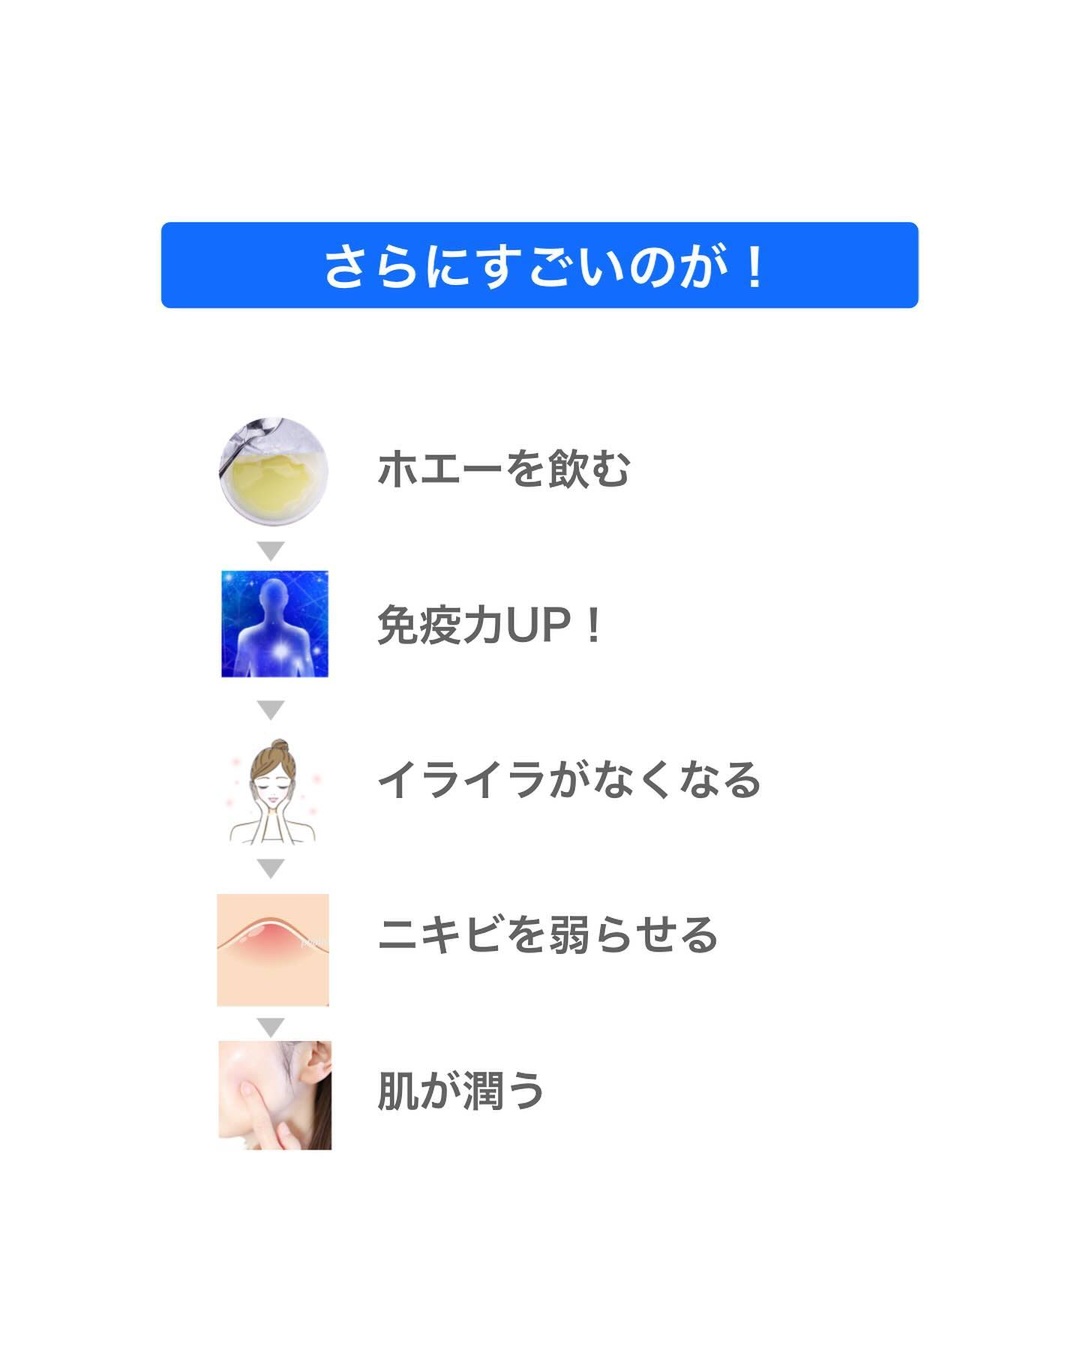 さらにすごいのが！
ホエーを飲む
免疫力UP！
イライラがなくなる
ニキビを弱らせる
肌が潤う